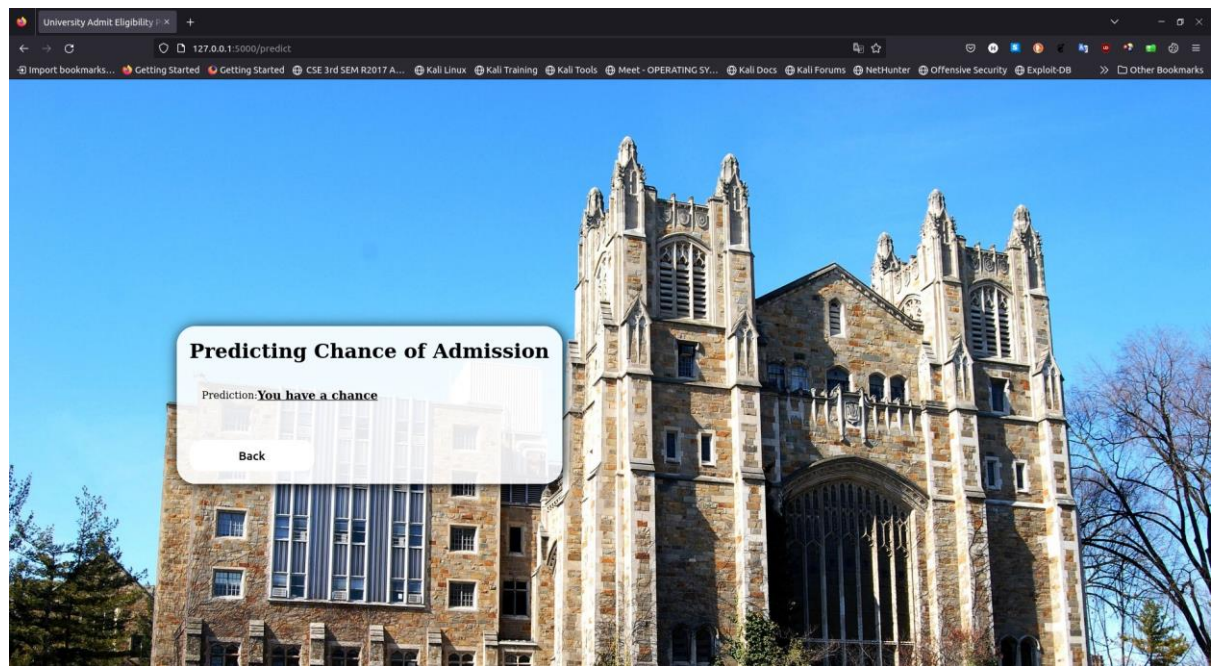 University Admit Eligibility P
127.0.0.1:5000/predict
Import bookmarks... Getting Started Getting Started CSE 3rd SEM R2017 A... Kali Linux Kali Training Kali Tools Meet - OPERATING SY... Kali Docs Kali Forums NetHunter Offensive Security Exploit-DB Other Bookmarks
Predicting Chance of Admission
Prediction:You have a chance
Back